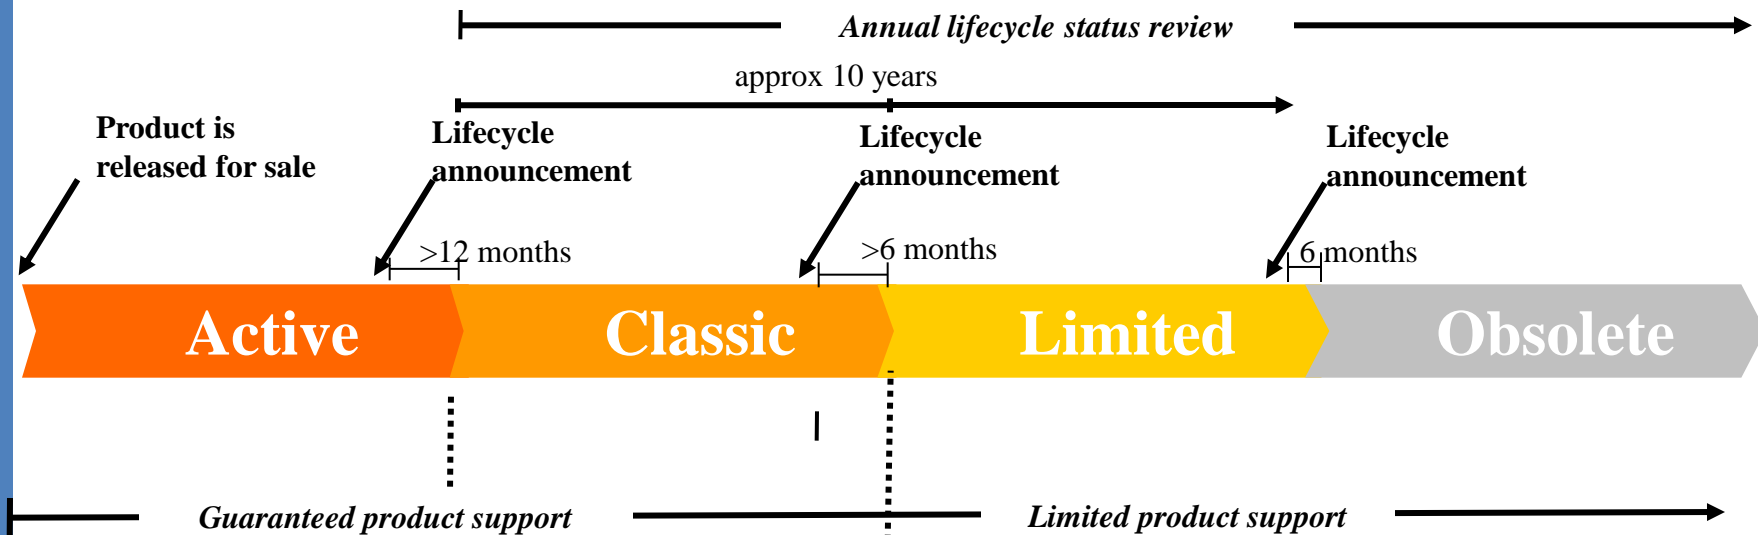 Annual lifecycle status review
approx 10 years
Product is
released for sale
Lifecycle
announcement
Lifecycle
announcement
Lifecycle
announcement
>12 months
>6 months
6 months
Active
Classic
Limited
Obsolete
Guaranteed product support
Limited product support